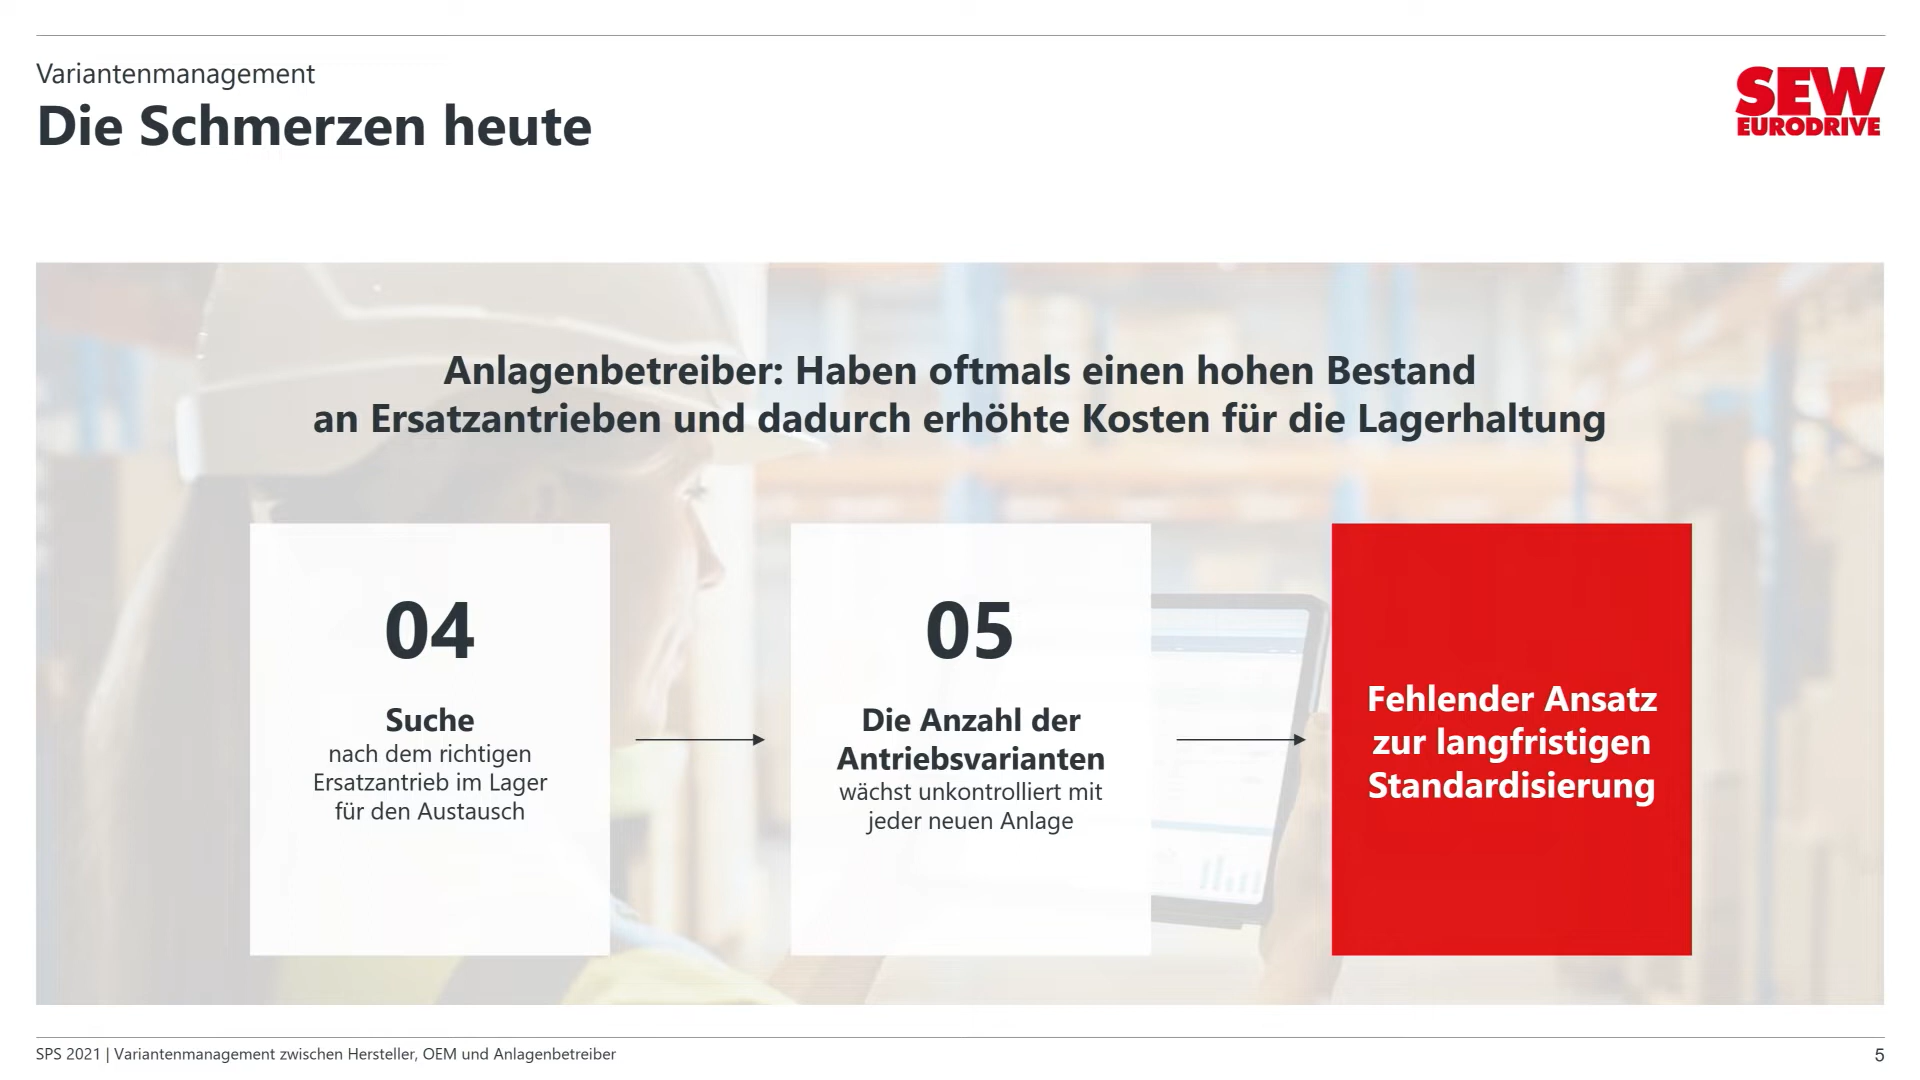 Variantenmanagement
Die Schmerzen heute
SEW
EURODRIVE
Anlagenbetreiber: Haben oftmals einen hohen Bestand
an Ersatzantrieben und dadurch erhöhte Kosten für die Lagerhaltung
04
Suche
nach dem richtigen
Ersatzantrieb im Lager
für den Austausch
05
Die Anzahl der
Antriebsvarianten
wächst unkontrolliert mit
jeder neuen Anlage
Fehlender Ansatz
zur langfristigen
Standardisierung
SPS 2021 | Variantenmanagement zwischen Hersteller, OEM und Anlagenbetreiber
5